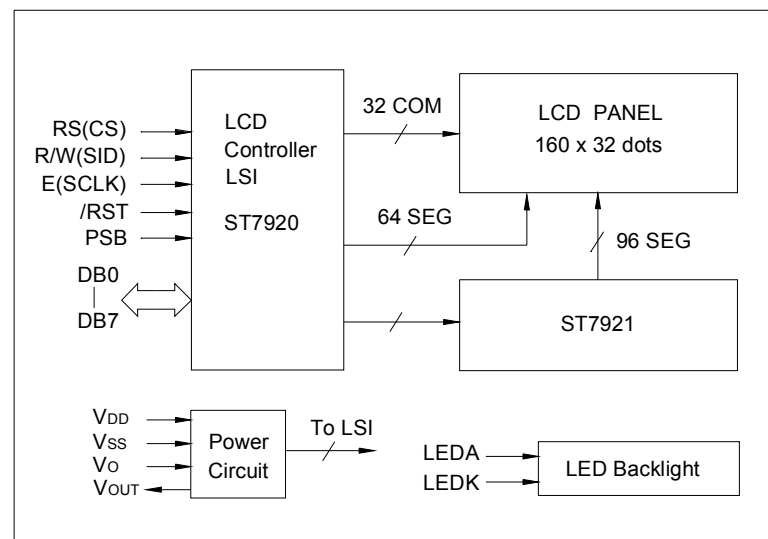 RS(CS)
R/W(SID)
E(SCLK)
/RST
PSB
DB0
DB7
LCD
Controller
LSI
ST7920
32 COM
64 SEG
LCD PANEL
160 x 32 dots
96 SEG
ST7921
VDD
VSS
VO
VOUT
Power
Circuit
To LSI
LEDA
LEDK
LED Backlight